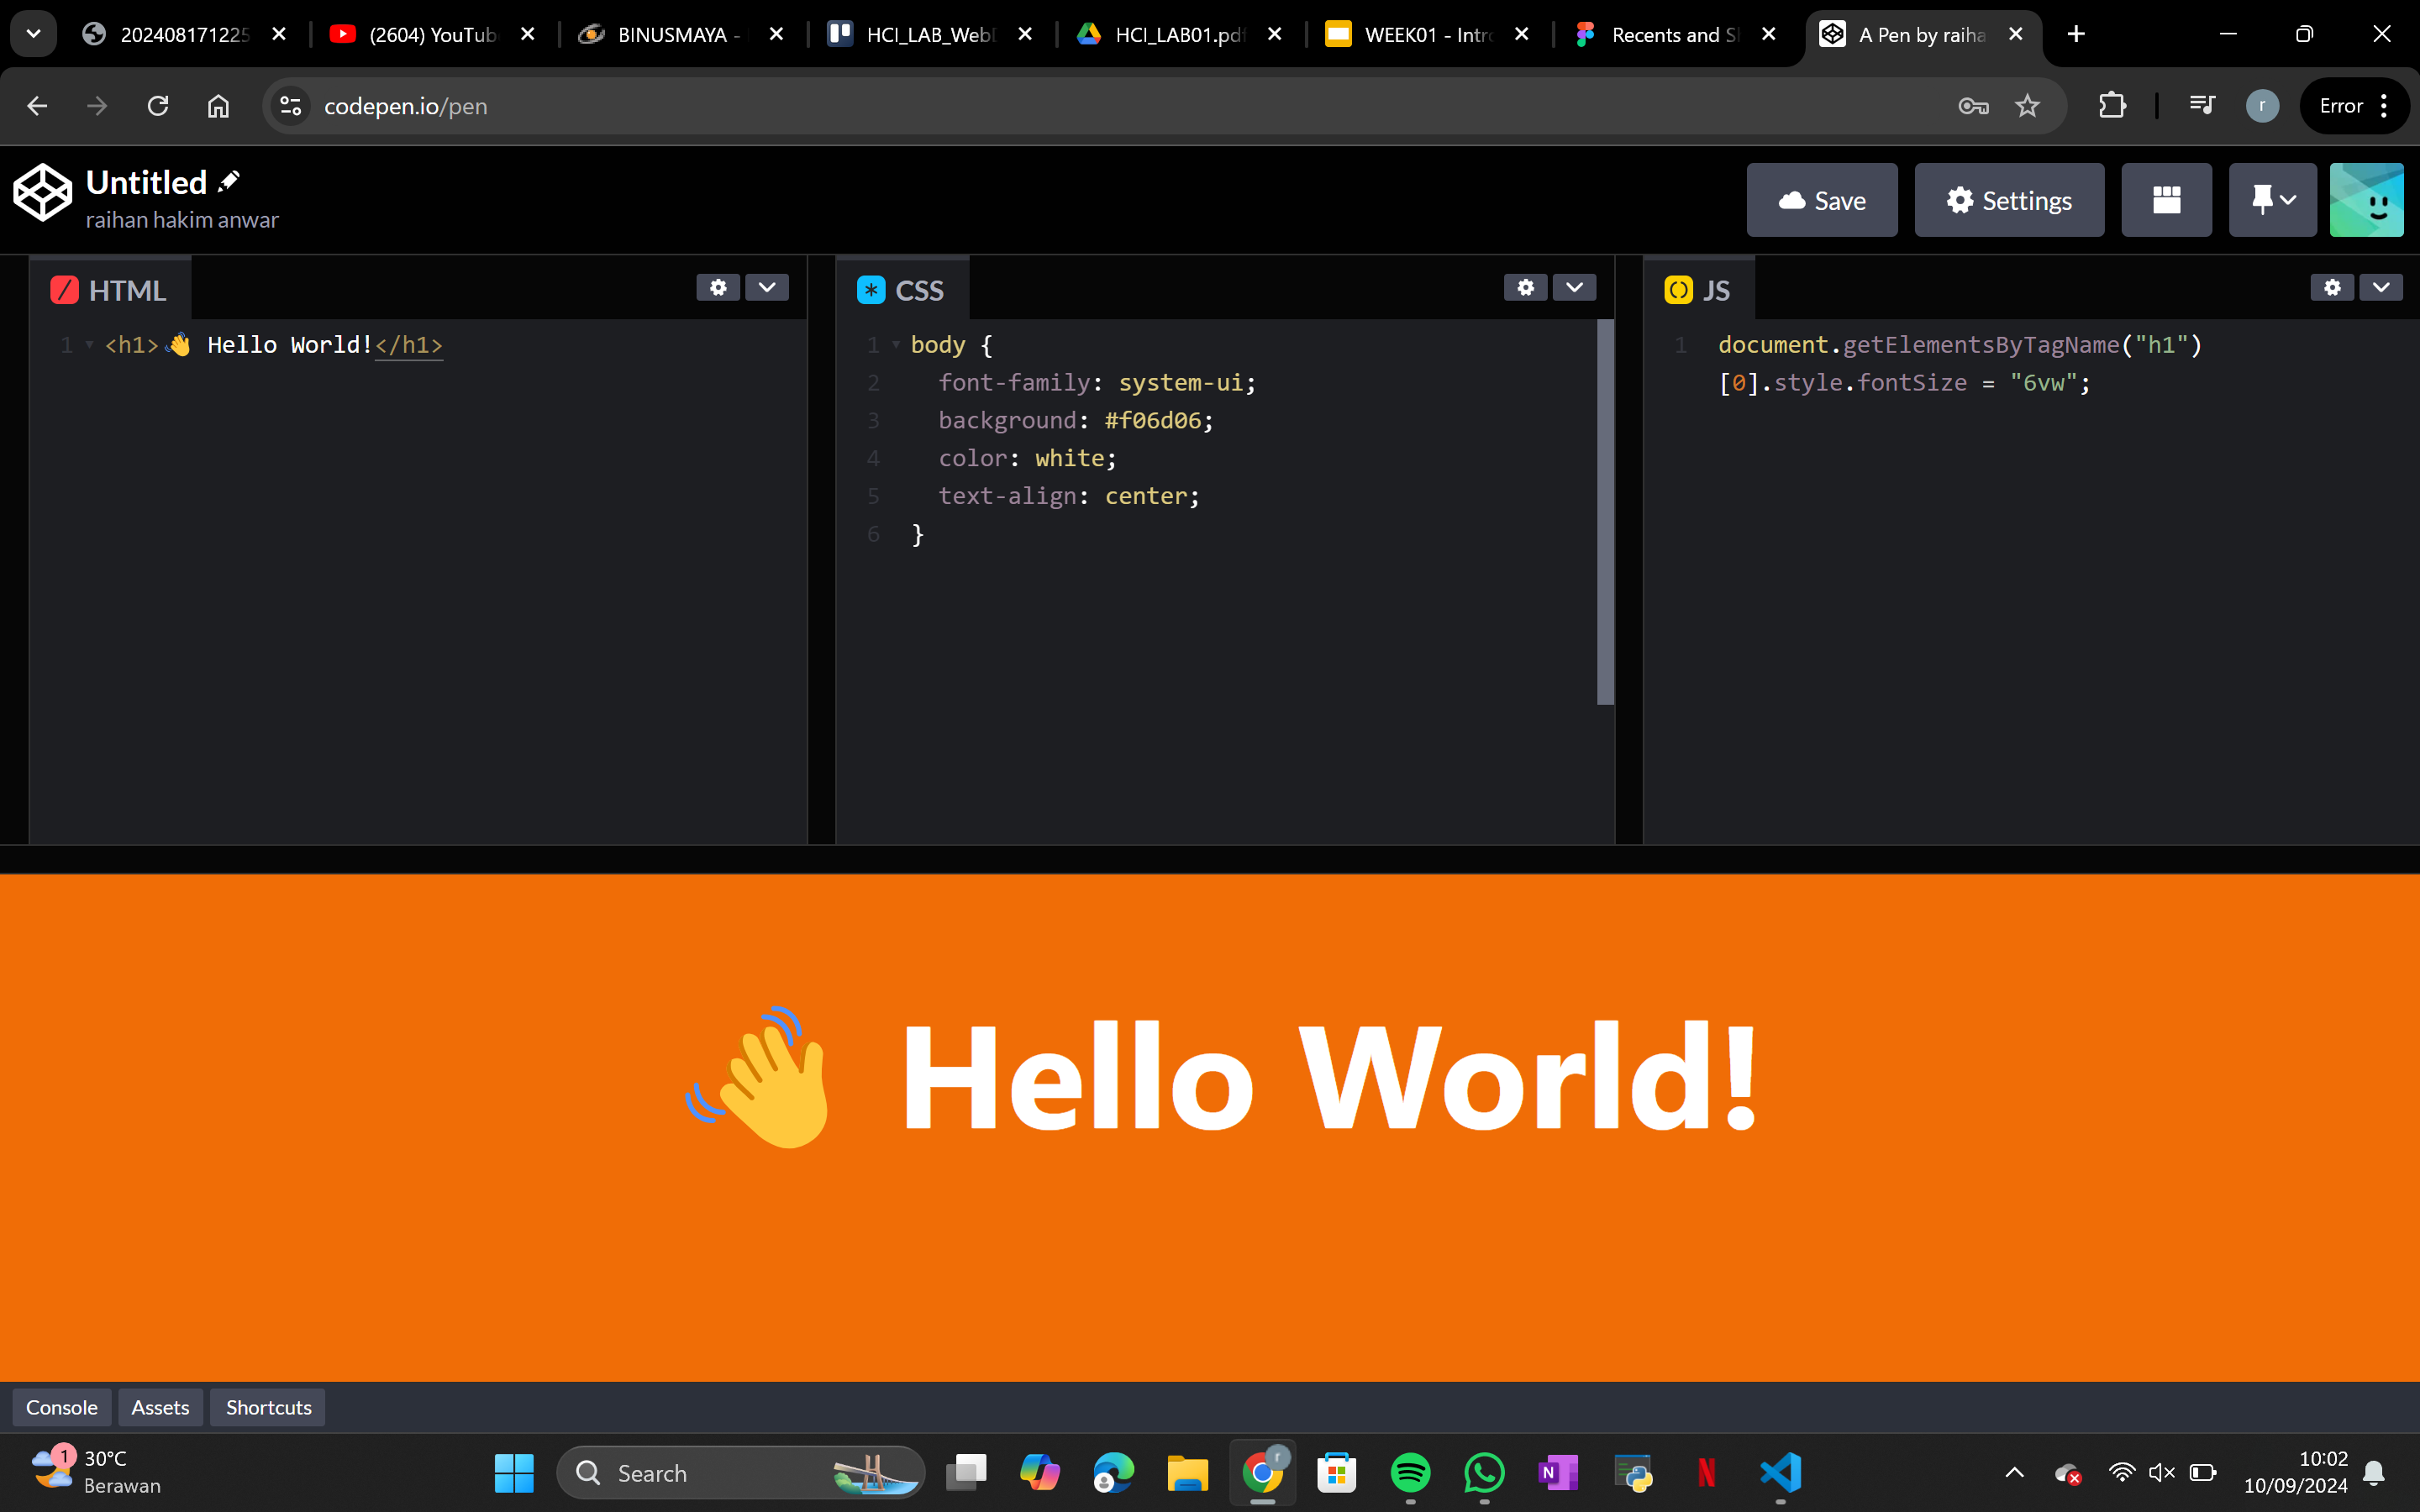 202408171225
(2604) YouTub
BINUSMAYA -
HCI_LAB_Web
HCI_LAB01.pdf
WEEK01 - Intro
Recents and S
A Pen by raiha
codepen.io/pen
r
Error
Untitled
raihan hakim anwar
Save
Settings
HTML
1 <h1>👋 Hello World!</h1>
CSS
1 body {
2 font-family: system-ui;
3 background: #f06d06;
4 color: white;
5 text-align: center;
6 }
JS
1 document.getElementsByTagName("h1")
[0].style.fontSize = "6vw";
👋 Hello World!
Console
Assets
Shortcuts
1
30°C
Berawan
Search
r
N
N
10:02
10/09/2024